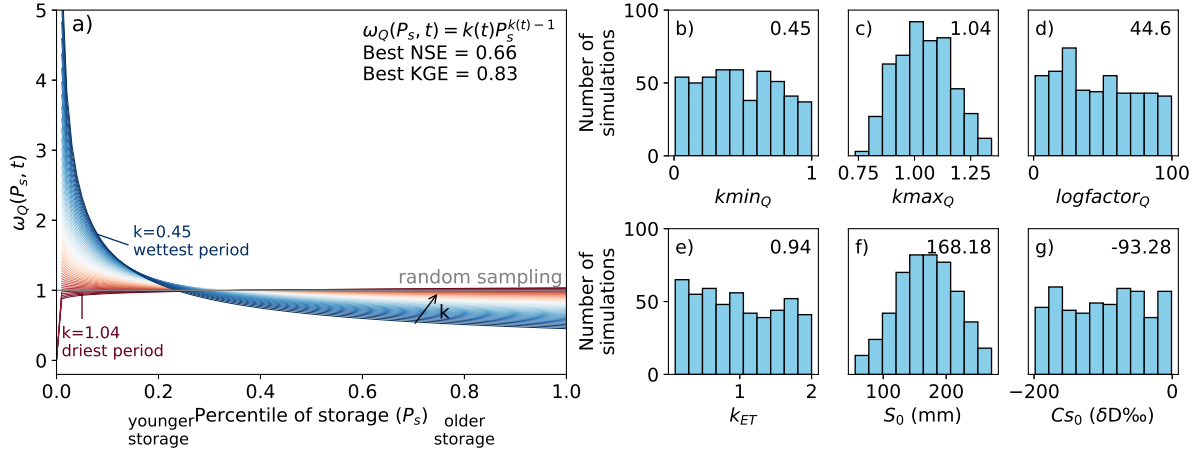 a)
ω_Q(P_s, t) = k(t)P_s^{k(t)−1}
Best NSE = 0.66
Best KGE = 0.83
ω_Q(P_s, t)
5
4
3
2
1
0
k=0.45
wettest period
random sampling
k
k=1.04
driest period
0.0 0.2 0.4 0.6 0.8 1.0
Percentile of storage (P_s)
younger
storage
older
storage
Number of
simulations
100
50
0
b) 0.45
0 1
kmin_Q
c) 1.04
0.75 1.00 1.25
kmax_Q
d) 44.6
0 100
logfactor_Q
Number of
simulations
100
50
0
e) 0.94
1 2
k_ET
f) 168.18
100 200
S_0 (mm)
g) -93.28
−200 0
Cs_0 (δD‰)